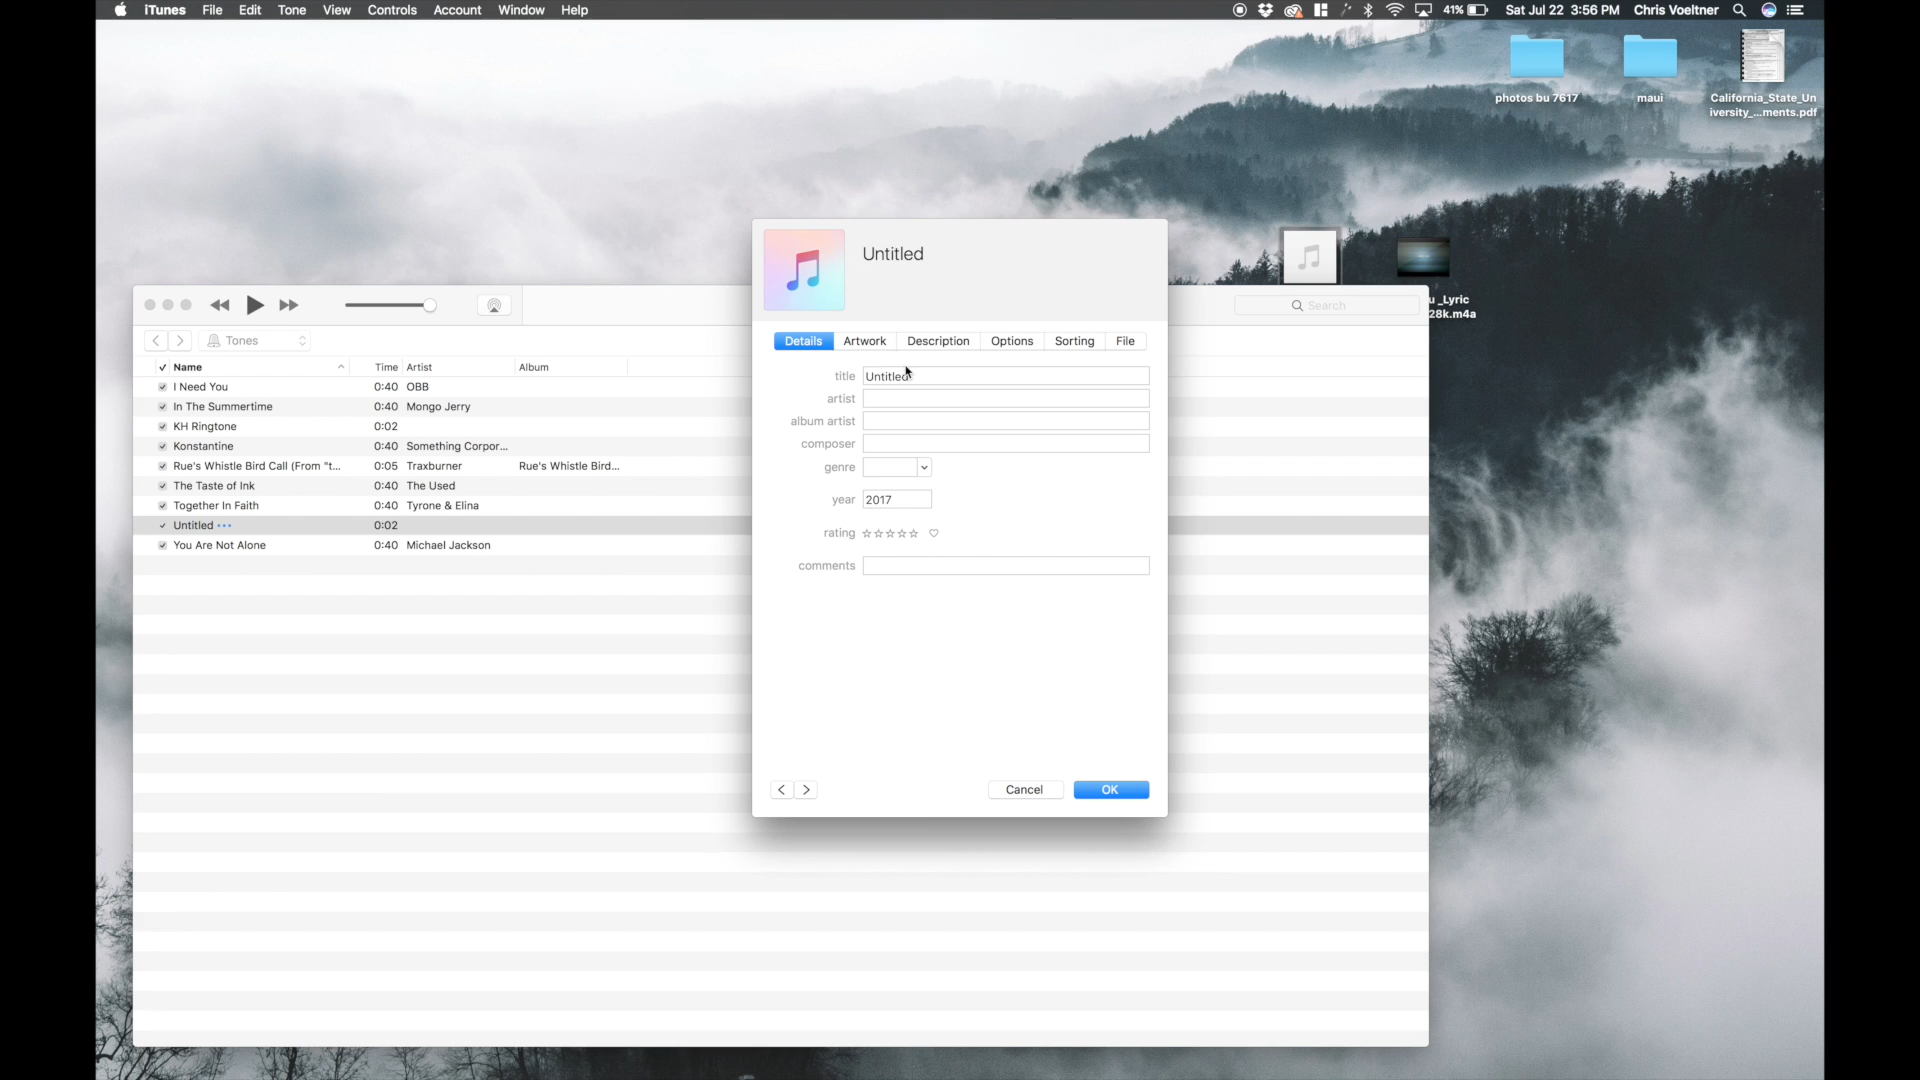 iTunes File Edit Tone View Controls Account Window Help
41% Sat Jul 22 3:56 PM Chris Voeltner
photos bu 7617
maui
California_State_Un
iversity_...ments.pdf
u _Lyric
28k.m4a
Search
Tones
Name Time Artist Album
I Need You 0:40 OBB
In The Summertime 0:40 Mongo Jerry
KH Ringtone 0:02
Konstantine 0:40 Something Corpor...
Rue's Whistle Bird Call (From "t... 0:05 Traxburner Rue's Whistle Bird...
The Taste of Ink 0:40 The Used
Together In Faith 0:40 Tyrone & Elina
Untitled ••• 0:02
You Are Not Alone 0:40 Michael Jackson
Untitled
Details Artwork Description Options Sorting File
title Untitled
artist
album artist
composer
genre
year 2017
rating
comments
Cancel OK